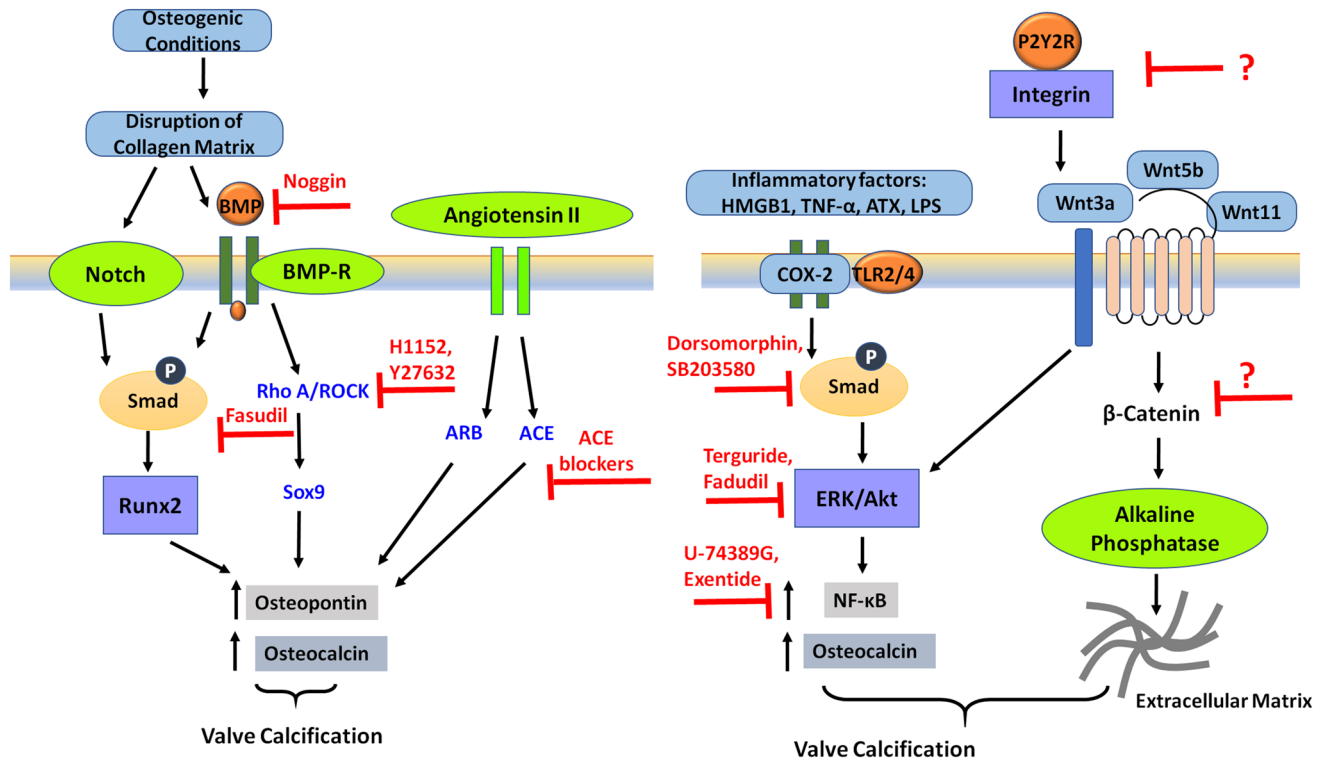 Osteogenic
Conditions
Disruption of
Collagen Matrix
BMP
Noggin
Notch
BMP-R
Angiotensin II
P
Smad
Rho A/ROCK
H1152,
Y27632
Fasudil
ARB
ACE
ACE
blockers
Runx2
Sox9
Osteopontin
Osteocalcin
Valve Calcification
P2Y2R
Integrin
?
Inflammatory factors:
HMGB1, TNF-α, ATX, LPS
Wnt3a
Wnt5b
Wnt11
COX-2
TLR2/4
Dorsomorphin,
SB203580
P
Smad
?
β-Catenin
Terguride,
Fadudil
ERK/Akt
Alkaline
Phosphatase
U-74389G,
Exentide
NF-κB
Osteocalcin
Extracellular Matrix
Valve Calcification